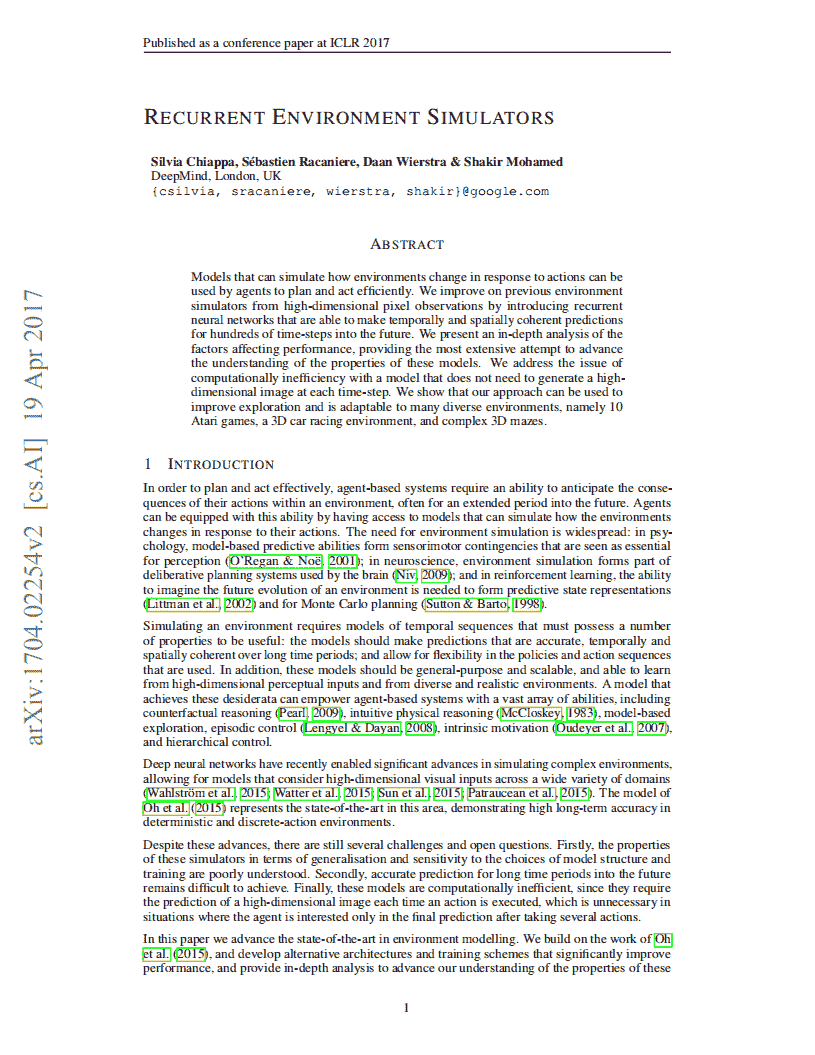 Published as a conference paper at ICLR 2017
RECURRENT ENVIRONMENT SIMULATORS
Silvia Chiappa, Sébastien Racaniere, Daan Wierstra & Shakir Mohamed
DeepMind, London, UK
{csilvia, sracaniere, wierstra, shakir}@google.com
ABSTRACT
Models that can simulate how environments change in response to actions can be
used by agents to plan and act efficiently. We improve on previous environment
simulators from high-dimensional pixel observations by introducing recurrent
neural networks that are able to make temporally and spatially coherent predictions
for hundreds of time-steps into the future. We present an in-depth analysis of the
factors affecting performance, providing the most extensive attempt to advance
the understanding of the properties of these models. We address the issue of
computationally inefficiency with a model that does not need to generate a high-
dimensional image at each time-step. We show that our approach can be used to
improve exploration and is adaptable to many diverse environments, namely 10
Atari games, a 3D car racing environment, and complex 3D mazes.
1 INTRODUCTION
In order to plan and act effectively, agent-based systems require an ability to anticipate the conse-
quences of their actions within an environment, often for an extended period into the future. Agents
can be equipped with this ability by having access to models that can simulate how the environments
changes in response to their actions. The need for environment simulation is widespread: in psy-
chology, model-based predictive abilities form sensorimotor contingencies that are seen as essential
for perception (O'Regan & Noë, 2001); in neuroscience, environment simulation forms part of
deliberative planning systems used by the brain (Niv, 2009); and in reinforcement learning, the ability
to imagine the future evolution of an environment is needed to form predictive state representations
(Littman et al., 2002) and for Monte Carlo planning (Sutton & Barto, 1998).
Simulating an environment requires models of temporal sequences that must possess a number
of properties to be useful: the models should make predictions that are accurate, temporally and
spatially coherent over long time periods; and allow for flexibility in the policies and action sequences
that are used. In addition, these models should be general-purpose and scalable, and able to learn
from high-dimensional perceptual inputs and from diverse and realistic environments. A model that
achieves these desiderata can empower agent-based systems with a vast array of abilities, including
counterfactual reasoning (Pearl, 2009), intuitive physical reasoning (McCloskey, 1983), model-based
exploration, episodic control (Lengyel & Dayan, 2008), intrinsic motivation (Oudeyer et al., 2007),
and hierarchical control.
Deep neural networks have recently enabled significant advances in simulating complex environments,
allowing for models that consider high-dimensional visual inputs across a wide variety of domains
(Wahlström et al., 2015; Watter et al., 2015; Sun et al., 2015; Patraucean et al., 2015). The model of
Oh et al. (2015) represents the state-of-the-art in this area, demonstrating high long-term accuracy in
deterministic and discrete-action environments.
Despite these advances, there are still several challenges and open questions. Firstly, the properties
of these simulators in terms of generalisation and sensitivity to the choices of model structure and
training are poorly understood. Secondly, accurate prediction for long time periods into the future
remains difficult to achieve. Finally, these models are computationally inefficient, since they require
the prediction of a high-dimensional image each time an action is executed, which is unnecessary in
situations where the agent is interested only in the final prediction after taking several actions.
In this paper we advance the state-of-the-art in environment modelling. We build on the work of Oh
et al. (2015), and develop alternative architectures and training schemes that significantly improve
performance, and provide in-depth analysis to advance our understanding of the properties of these
1
arXiv:1704.02254v2 [cs.AI] 19 Apr 2017